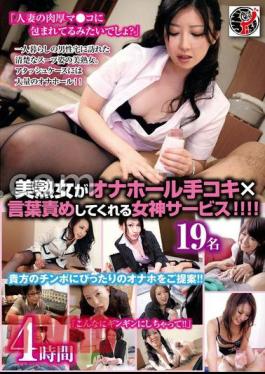 「人妻の肉厚マ●コに
包まれてるみたいでしょ？」
一人暮らしの男性宅に訪れた
清楚なスーツ姿の美熟女。
アタッシュケースには
大量のオナホール！！
美熟女がオナホール手コキ×
言葉責めしてくれる女神サービス！！！！
19名
貴方のチンポにぴったりのオナホをご提案！！
「こんなにギンギンにしちゃって！！」
4時間